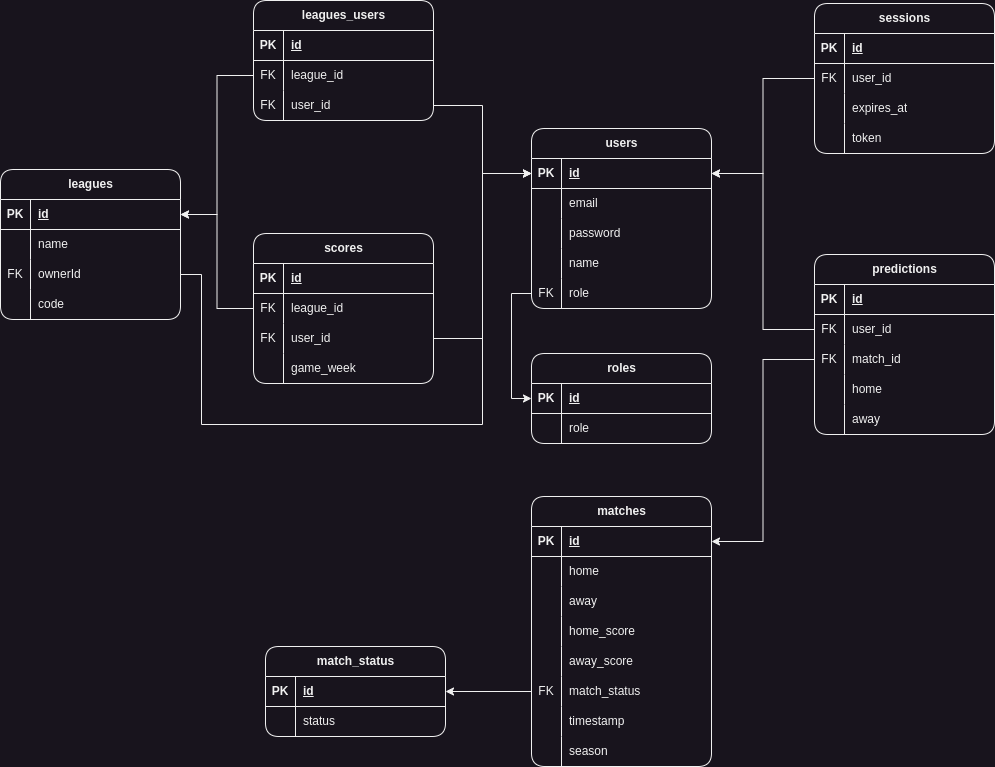 leagues_users
PK id
FK league_id
FK user_id
sessions
PK id
FK user_id
expires_at
token
users
PK id
email
password
name
FK role
leagues
PK id
name
FK ownerId
code
scores
PK id
FK league_id
FK user_id
game_week
predictions
PK id
FK user_id
FK match_id
home
away
roles
PK id
role
matches
PK id
home
away
home_score
away_score
FK match_status
timestamp
season
match_status
PK id
status